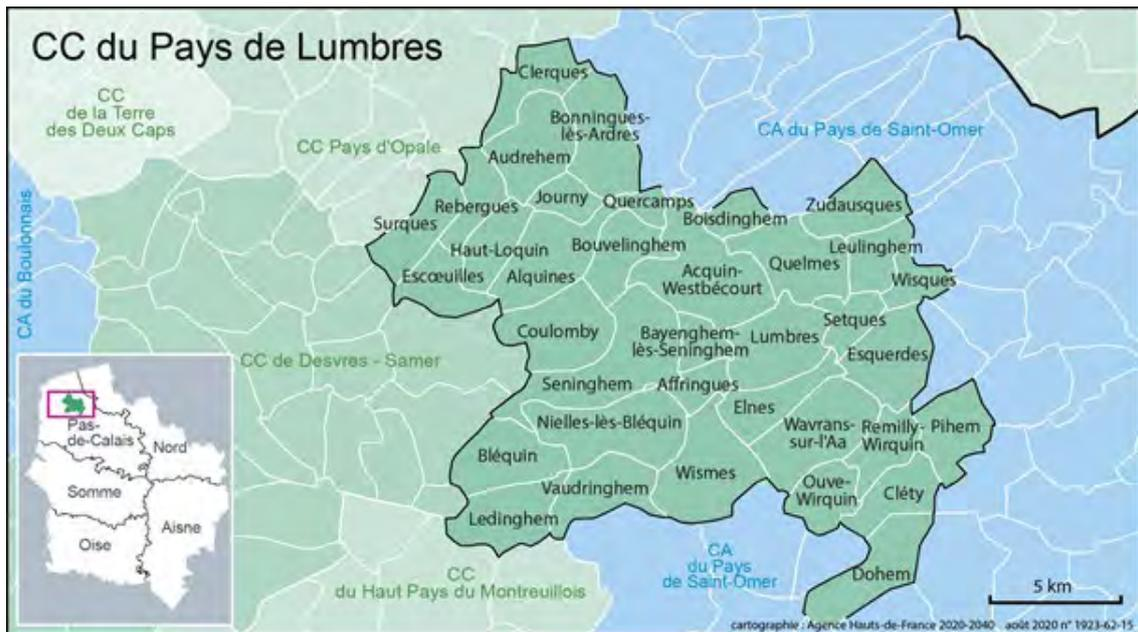 CC du Pays de Lumbres
CC
de la Terre
des Deux Caps
CC Pays d'Opale
CA du Pays de Saint-Omer
CA du Boulonnais
CC de Desvres - Samer
CC
du Haut Pays du Montreuillois
CA
du Pays
de Saint-Omer
Clerques
Bonningues-
lès-Ardres
Audrehem
Journy
Rebergues
Surques
Quercamps
Boisdinghem
Zudausques
Haut-Loquin
Bouvelinghem
Leulinghem
Escœuilles
Alquines
Acquin-
Westbécourt
Quelmes
Wisques
Coulomby
Bayenghem-
lès-Seninghem
Lumbres
Setques
Esquerdes
Seninghem
Affringues
Elnes
Nielles-lès-Bléquin
Wavrans-
sur-l'Aa
Remilly-
Wirquin
Pihem
Bléquin
Wismes
Vaudringhem
Ouve-
Wirquin
Cléty
Ledinghem
Dohem
Pas-
de-Calais
Nord
Somme
Aisne
Oise
5 km
cartographie : Agence Hauts-de-France 2020-2040 août 2020 n° 1923-62-15